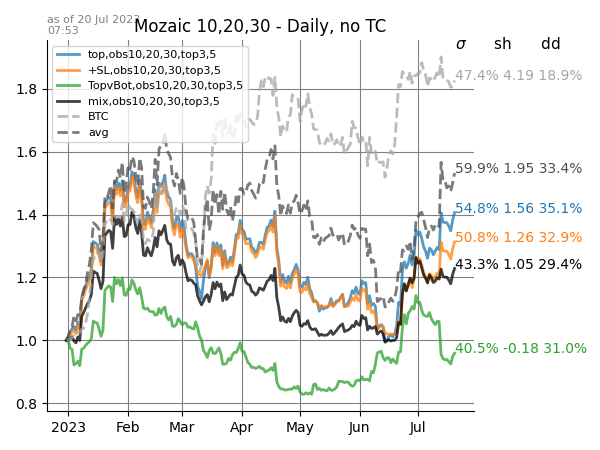 as of 20 Jul 2023
07:53
Mozaic 10,20,30 - Daily, no TC
σ sh dd
top,obs10,20,30,top3,5
+SL,obs10,20,30,top3,5
TopvBot,obs10,20,30,top3,5
mix,obs10,20,30,top3,5
BTC
avg
47.4% 4.19 18.9%
59.9% 1.95 33.4%
54.8% 1.56 35.1%
50.8% 1.26 32.9%
43.3% 1.05 29.4%
40.5% -0.18 31.0%
1.8
1.6
1.4
1.2
1.0
0.8
2023 Feb Mar Apr May Jun Jul